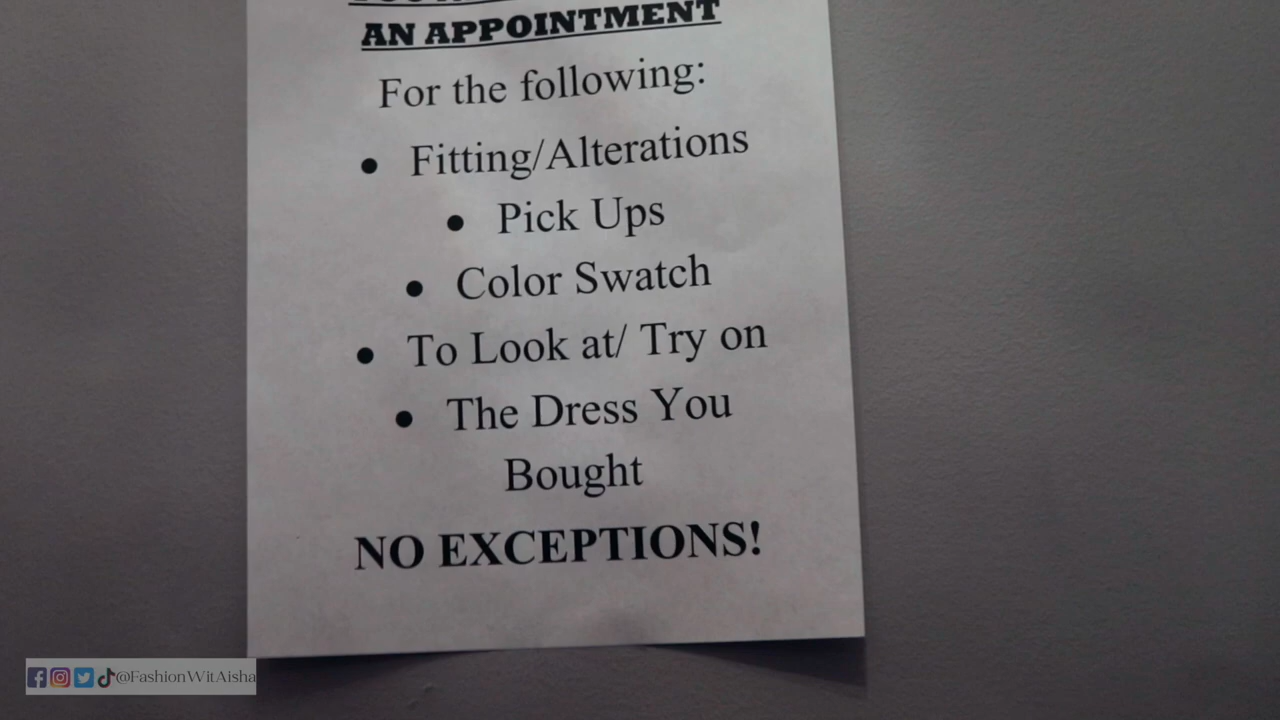 AN APPOINTMENT
For the following:
• Fitting/Alterations
• Pick Ups
• Color Swatch
• To Look at/ Try on
• The Dress You
Bought
NO EXCEPTIONS!
@FashionWitAisha